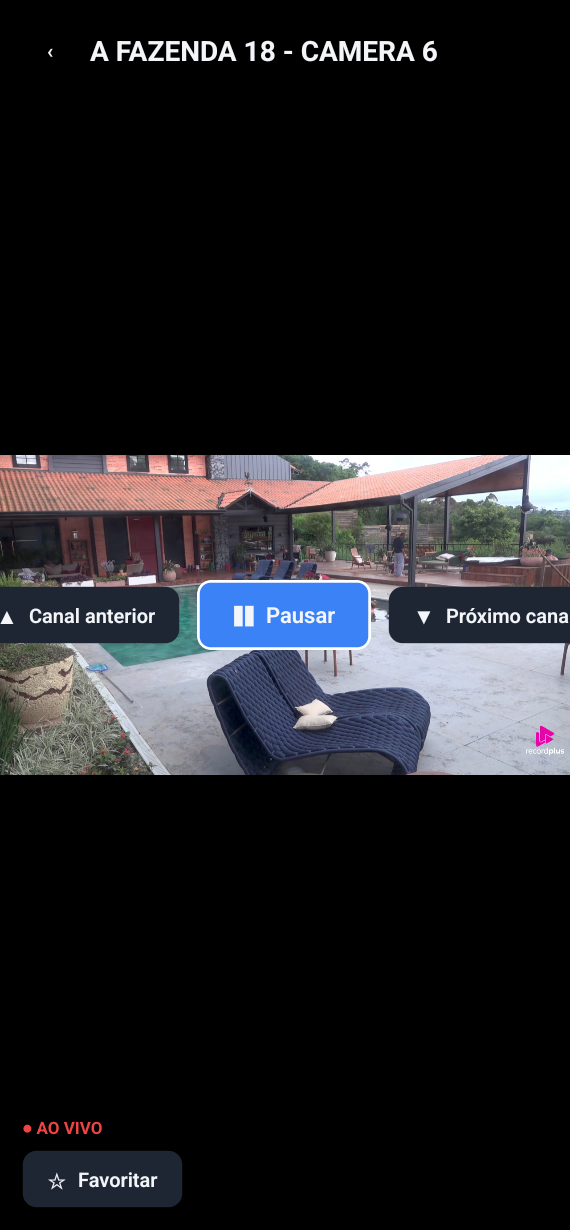 ‹ A FAZENDA 18 - CAMERA 6
▲ Canal anterior
Pausar
▼ Próximo cana
recordplus
● AO VIVO
☆ Favoritar